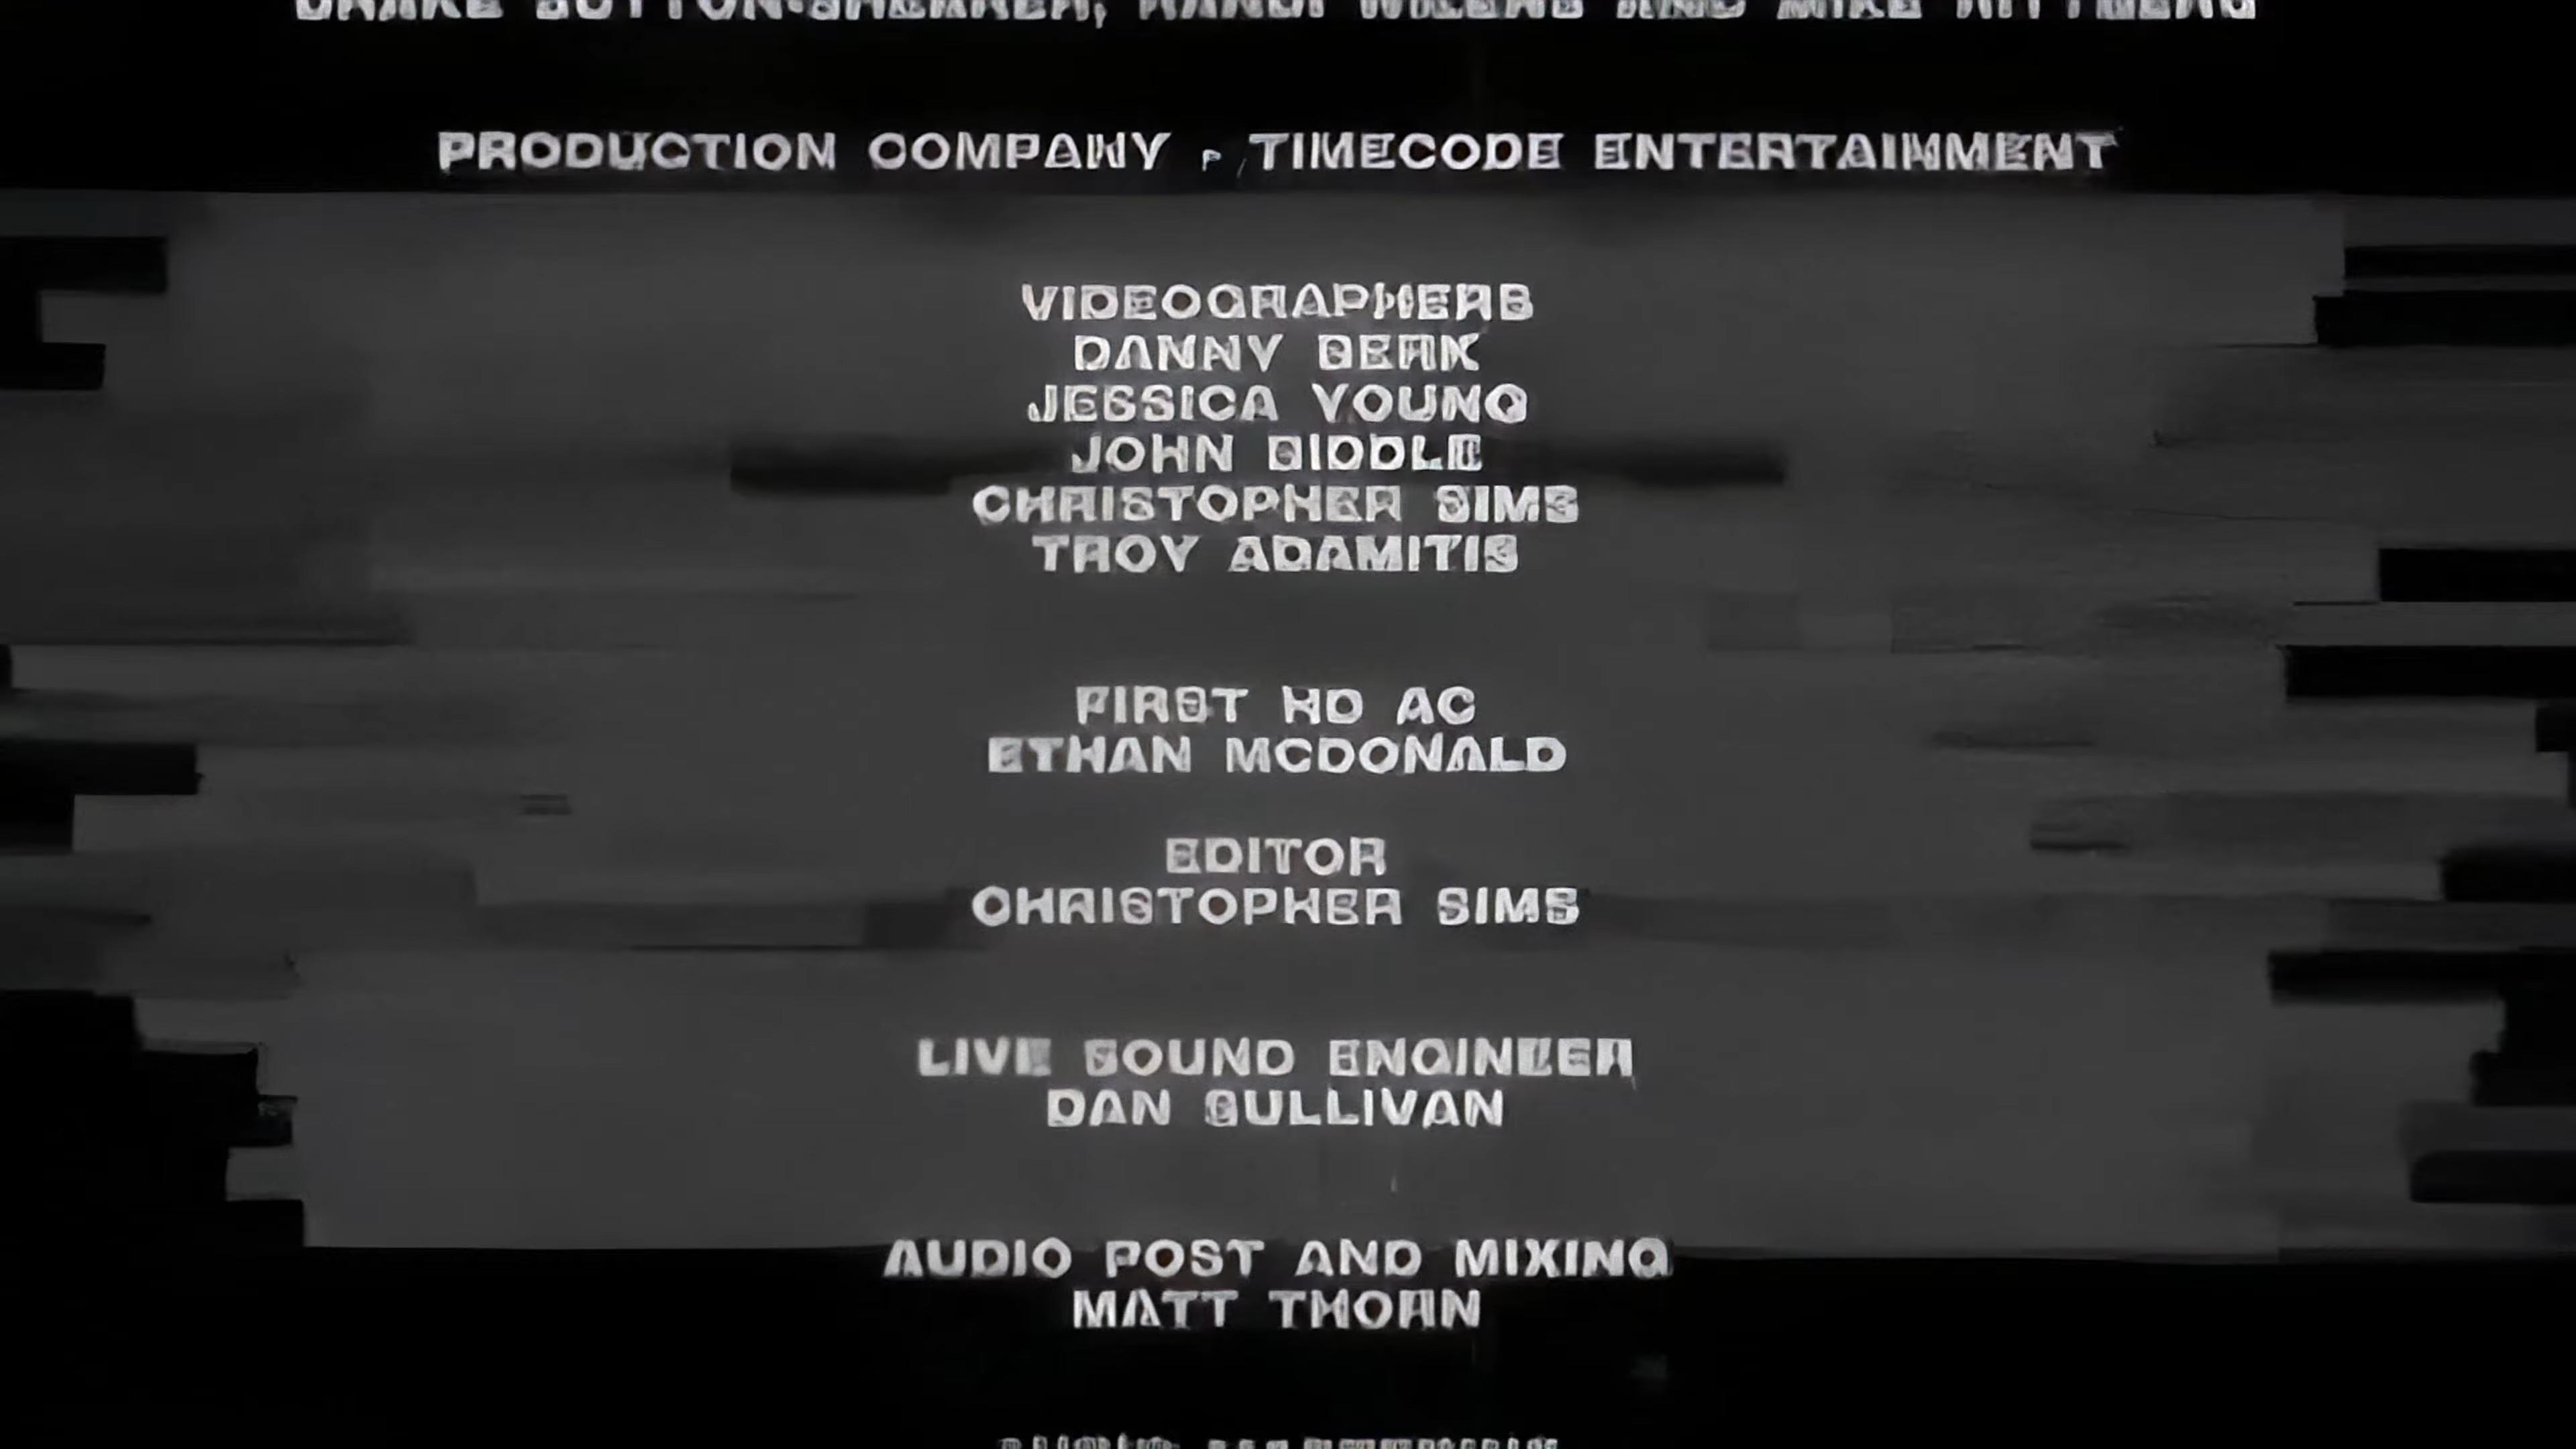 PRODUCTION COMPANY - TIMECODE ENTERTAINMENT
VIDEOGRAPHERS
DANNY BERK
JESSICA YOUNG
JOHN BIDDLE
CHRISTOPHER SIMS
TROY ADAMITIS
FIRST HD AC
ETHAN MCDONALD
EDITOR
CHRISTOPHER SIMS
LIVE SOUND ENGINEER
DAN SULLIVAN
AUDIO POST AND MIXING
MATT THORN